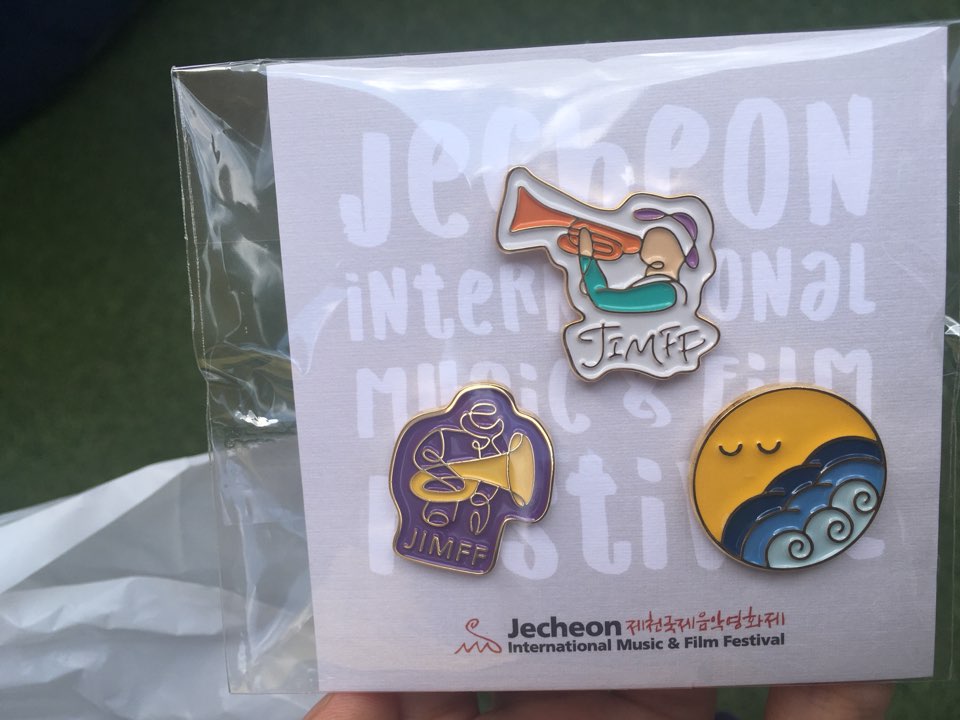 Jecheon
International
Music & Film
Festival
JIMFF
JIMFF
Jecheon 제천국제음악영화제
International Music & Film Festival